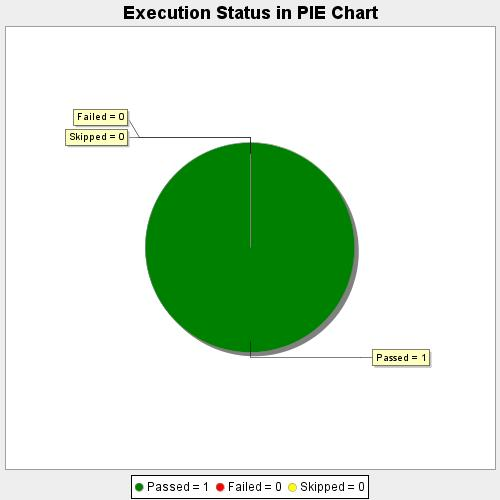 Execution Status in PIE Chart
Failed = 0
Skipped = 0
Passed = 1
Passed = 1 Failed = 0 Skipped = 0